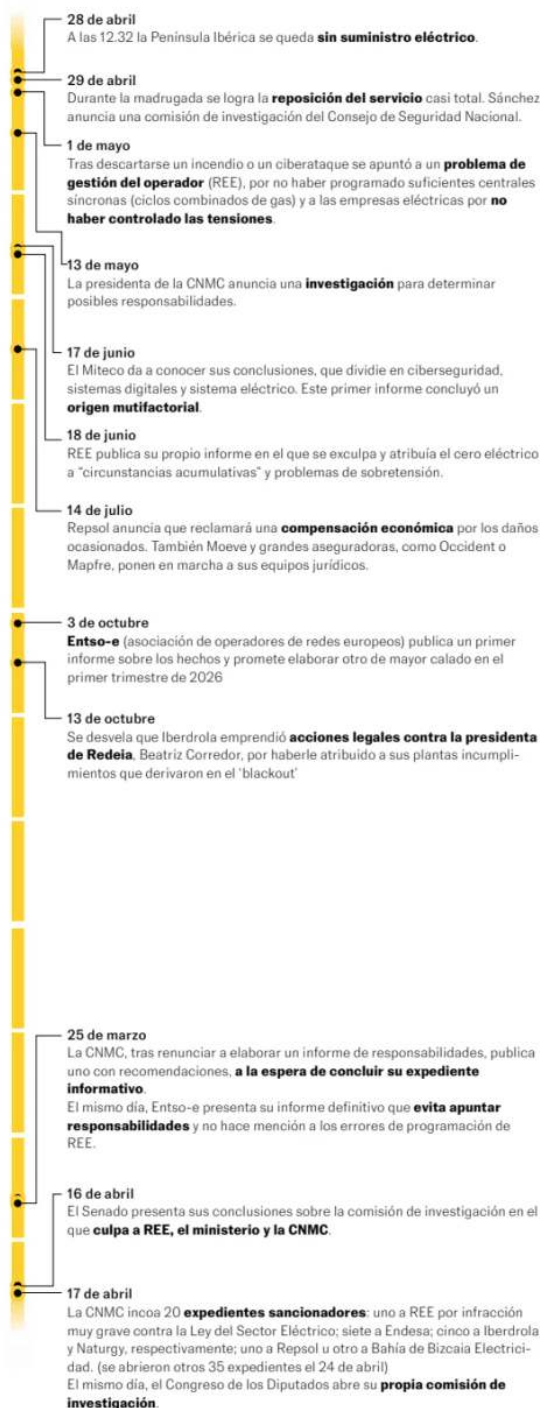 28 de abril
A las 12.32 la Península Ibérica se queda sin suministro eléctrico.
29 de abril
Durante la madrugada se logra la reposición del servicio casi total. Sánchez
anuncia una comisión de investigación del Consejo de Seguridad Nacional.
1 de mayo
Tras descartarse un incendio o un ciberataque se apuntó a un problema de
gestión del operador (REE), por no haber programado suficientes centrales
síncronas (ciclos combinados de gas) y a las empresas eléctricas por no
haber controlado las tensiones.
13 de mayo
La presidenta de la CNMC anuncia una investigación para determinar
posibles responsabilidades.
17 de junio
El Miteco da a conocer sus conclusiones, que dividie en ciberseguridad,
sistemas digitales y sistema eléctrico. Este primer informe concluyó un
origen mutifactorial.
18 de junio
REE publica su propio informe en el que se exculpa y atribuía el cero eléctrico
a "circunstancias acumulativas" y problemas de sobretensión.
14 de julio
Repsol anuncia que reclamará una compensación económica por los daños
ocasionados. También Moeve y grandes aseguradoras, como Occident o
Mapfre, ponen en marcha a sus equipos jurídicos.
3 de octubre
Entso-e (asociación de operadores de redes europeos) publica un primer
informe sobre los hechos y promete elaborar otro de mayor calado en el
primer trimestre de 2026
13 de octubre
Se desvela que Iberdrola emprendió acciones legales contra la presidenta
de Redeia, Beatriz Corredor, por haberle atribuido a sus plantas incumpli-
mientos que derivaron en el 'blackout'
25 de marzo
La CNMC, tras renunciar a elaborar un informe de responsabilidades, publica
uno con recomendaciones, a la espera de concluir su expediente
informativo.
El mismo día, Entso-e presenta su informe definitivo que evita apuntar
responsabilidades y no hace mención a los errores de programación de
REE.
16 de abril
El Senado presenta sus conclusiones sobre la comisión de investigación en el
que culpa a REE, el ministerio y la CNMC.
17 de abril
La CNMC incoa 20 expedientes sancionadores: uno a REE por infracción
muy grave contra la Ley del Sector Eléctrico; siete a Endesa; cinco a Iberdrola
y Naturgy, respectivamente; uno a Repsol u otro a Bahía de Bizcaia Electrici-
dad. (se abrieron otros 35 expedientes el 24 de abril)
El mismo día, el Congreso de los Diputados abre su propia comisión de
investigación.